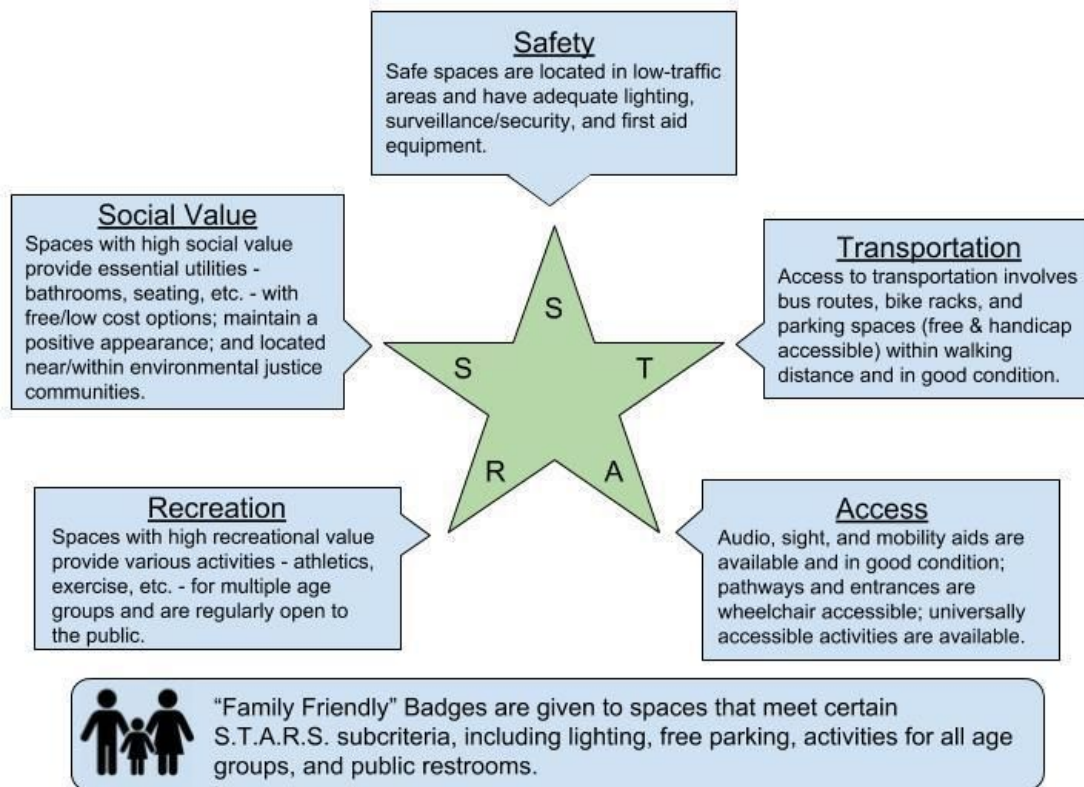 Safety
Safe spaces are located in low-traffic
areas and have adequate lighting,
surveillance/security, and first aid
equipment.
Social Value
Spaces with high social value
provide essential utilities -
bathrooms, seating, etc. - with
free/low cost options; maintain a
positive appearance; and located
near/within environmental justice
communities.
Transportation
Access to transportation involves
bus routes, bike racks, and
parking spaces (free & handicap
accessible) within walking
distance and in good condition.
S
T
A
R
S
Recreation
Spaces with high recreational value
provide various activities - athletics,
exercise, etc. - for multiple age
groups and are regularly open to
the public.
Access
Audio, sight, and mobility aids are
available and in good condition;
pathways and entrances are
wheelchair accessible; universally
accessible activities are available.
“Family Friendly” Badges are given to spaces that meet certain
S.T.A.R.S. subcriteria, including lighting, free parking, activities for all age
groups, and public restrooms.